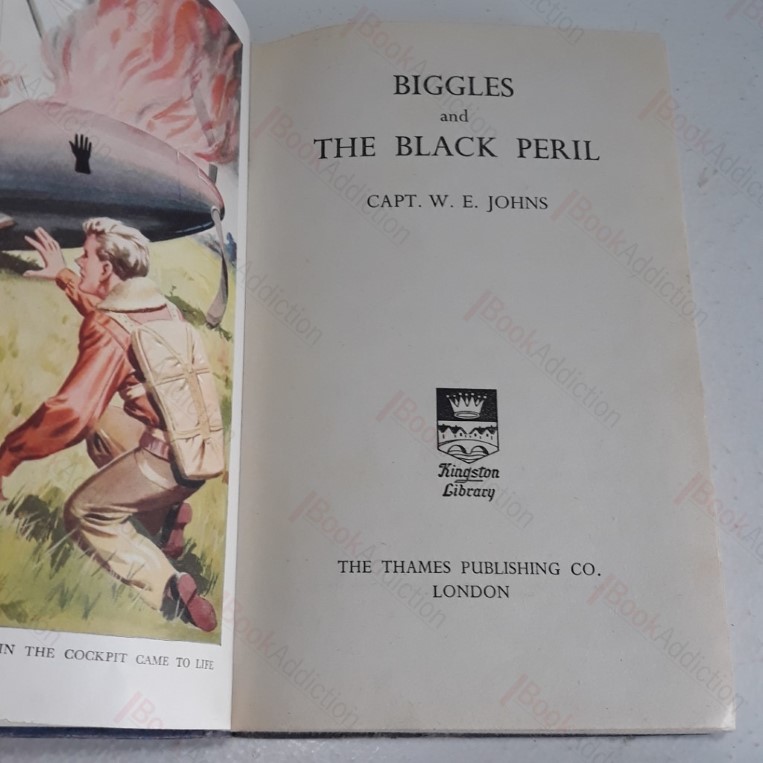 IN THE COCKPIT CAME TO LIFE
BIGGLES
and
THE BLACK PERIL
CAPT. W. E. JOHNS
Kingston
Library
THE THAMES PUBLISHING CO.
LONDON
BookAddiction